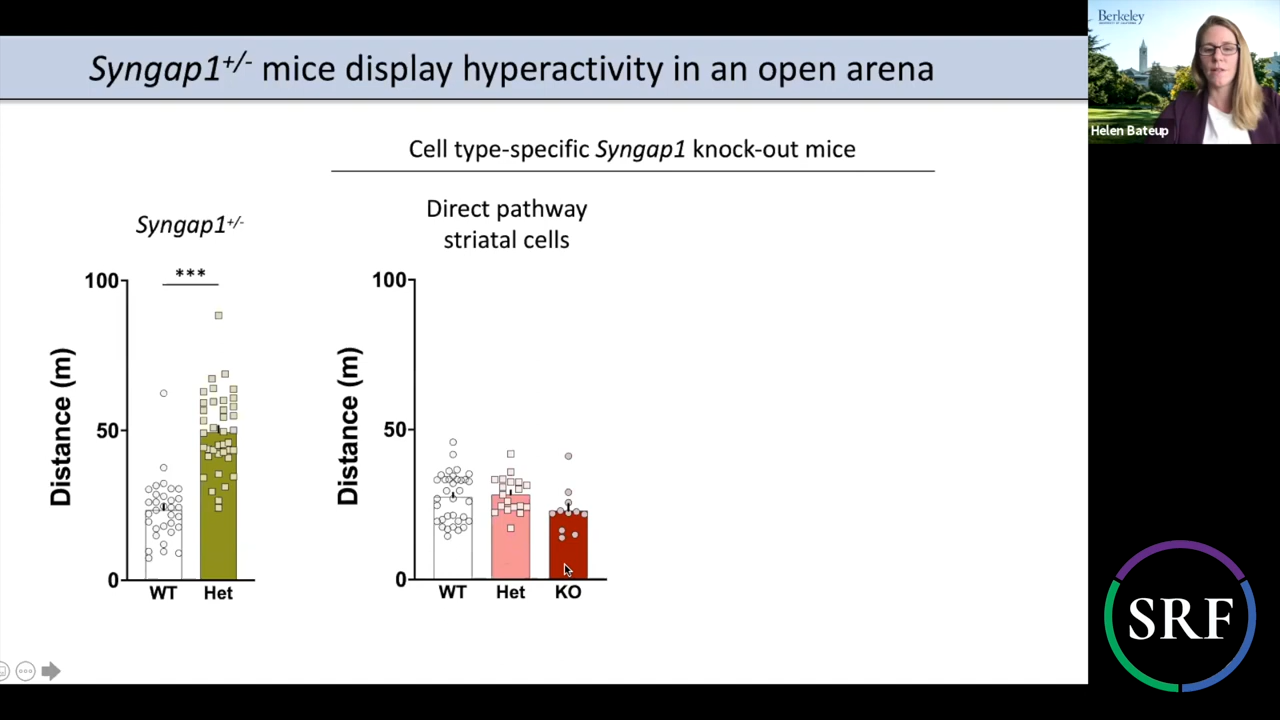 Syngap1+/- mice display hyperactivity in an open arena
Berkeley
Helen Bateup
Cell type-specific Syngap1 knock-out mice
Syngap1+/-
Direct pathway
striatal cells
***
100
50
0
Distance (m)
WT Het
100
50
0
Distance (m)
WT Het KO
SRF